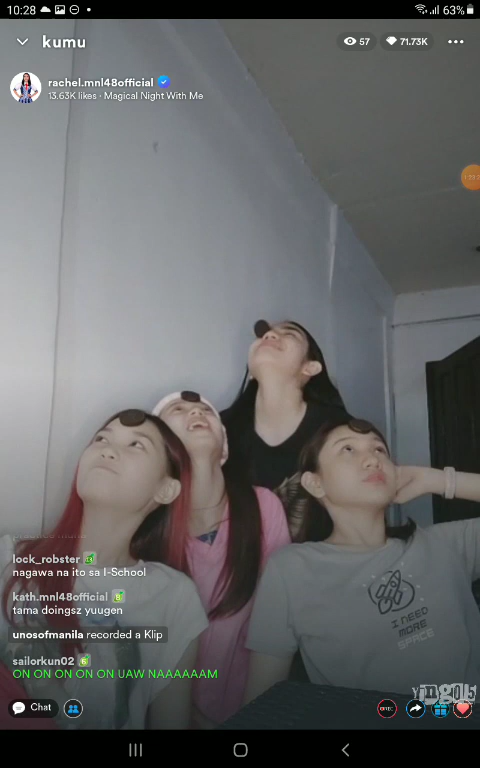 10:28
63%
kumu
57
71.73K
rachel.mnl48official
13.63K likes · Magical Night With Me
lock_robster
nagawa na ito sa I-School
kath.mnl48official 6
tama doingsz yuugen
unosofmanila recorded a Klip
sailorkun02 6
ON ON ON ON ON UAW NAAAAAAM
I NEED
MORE
SPACE
Chat